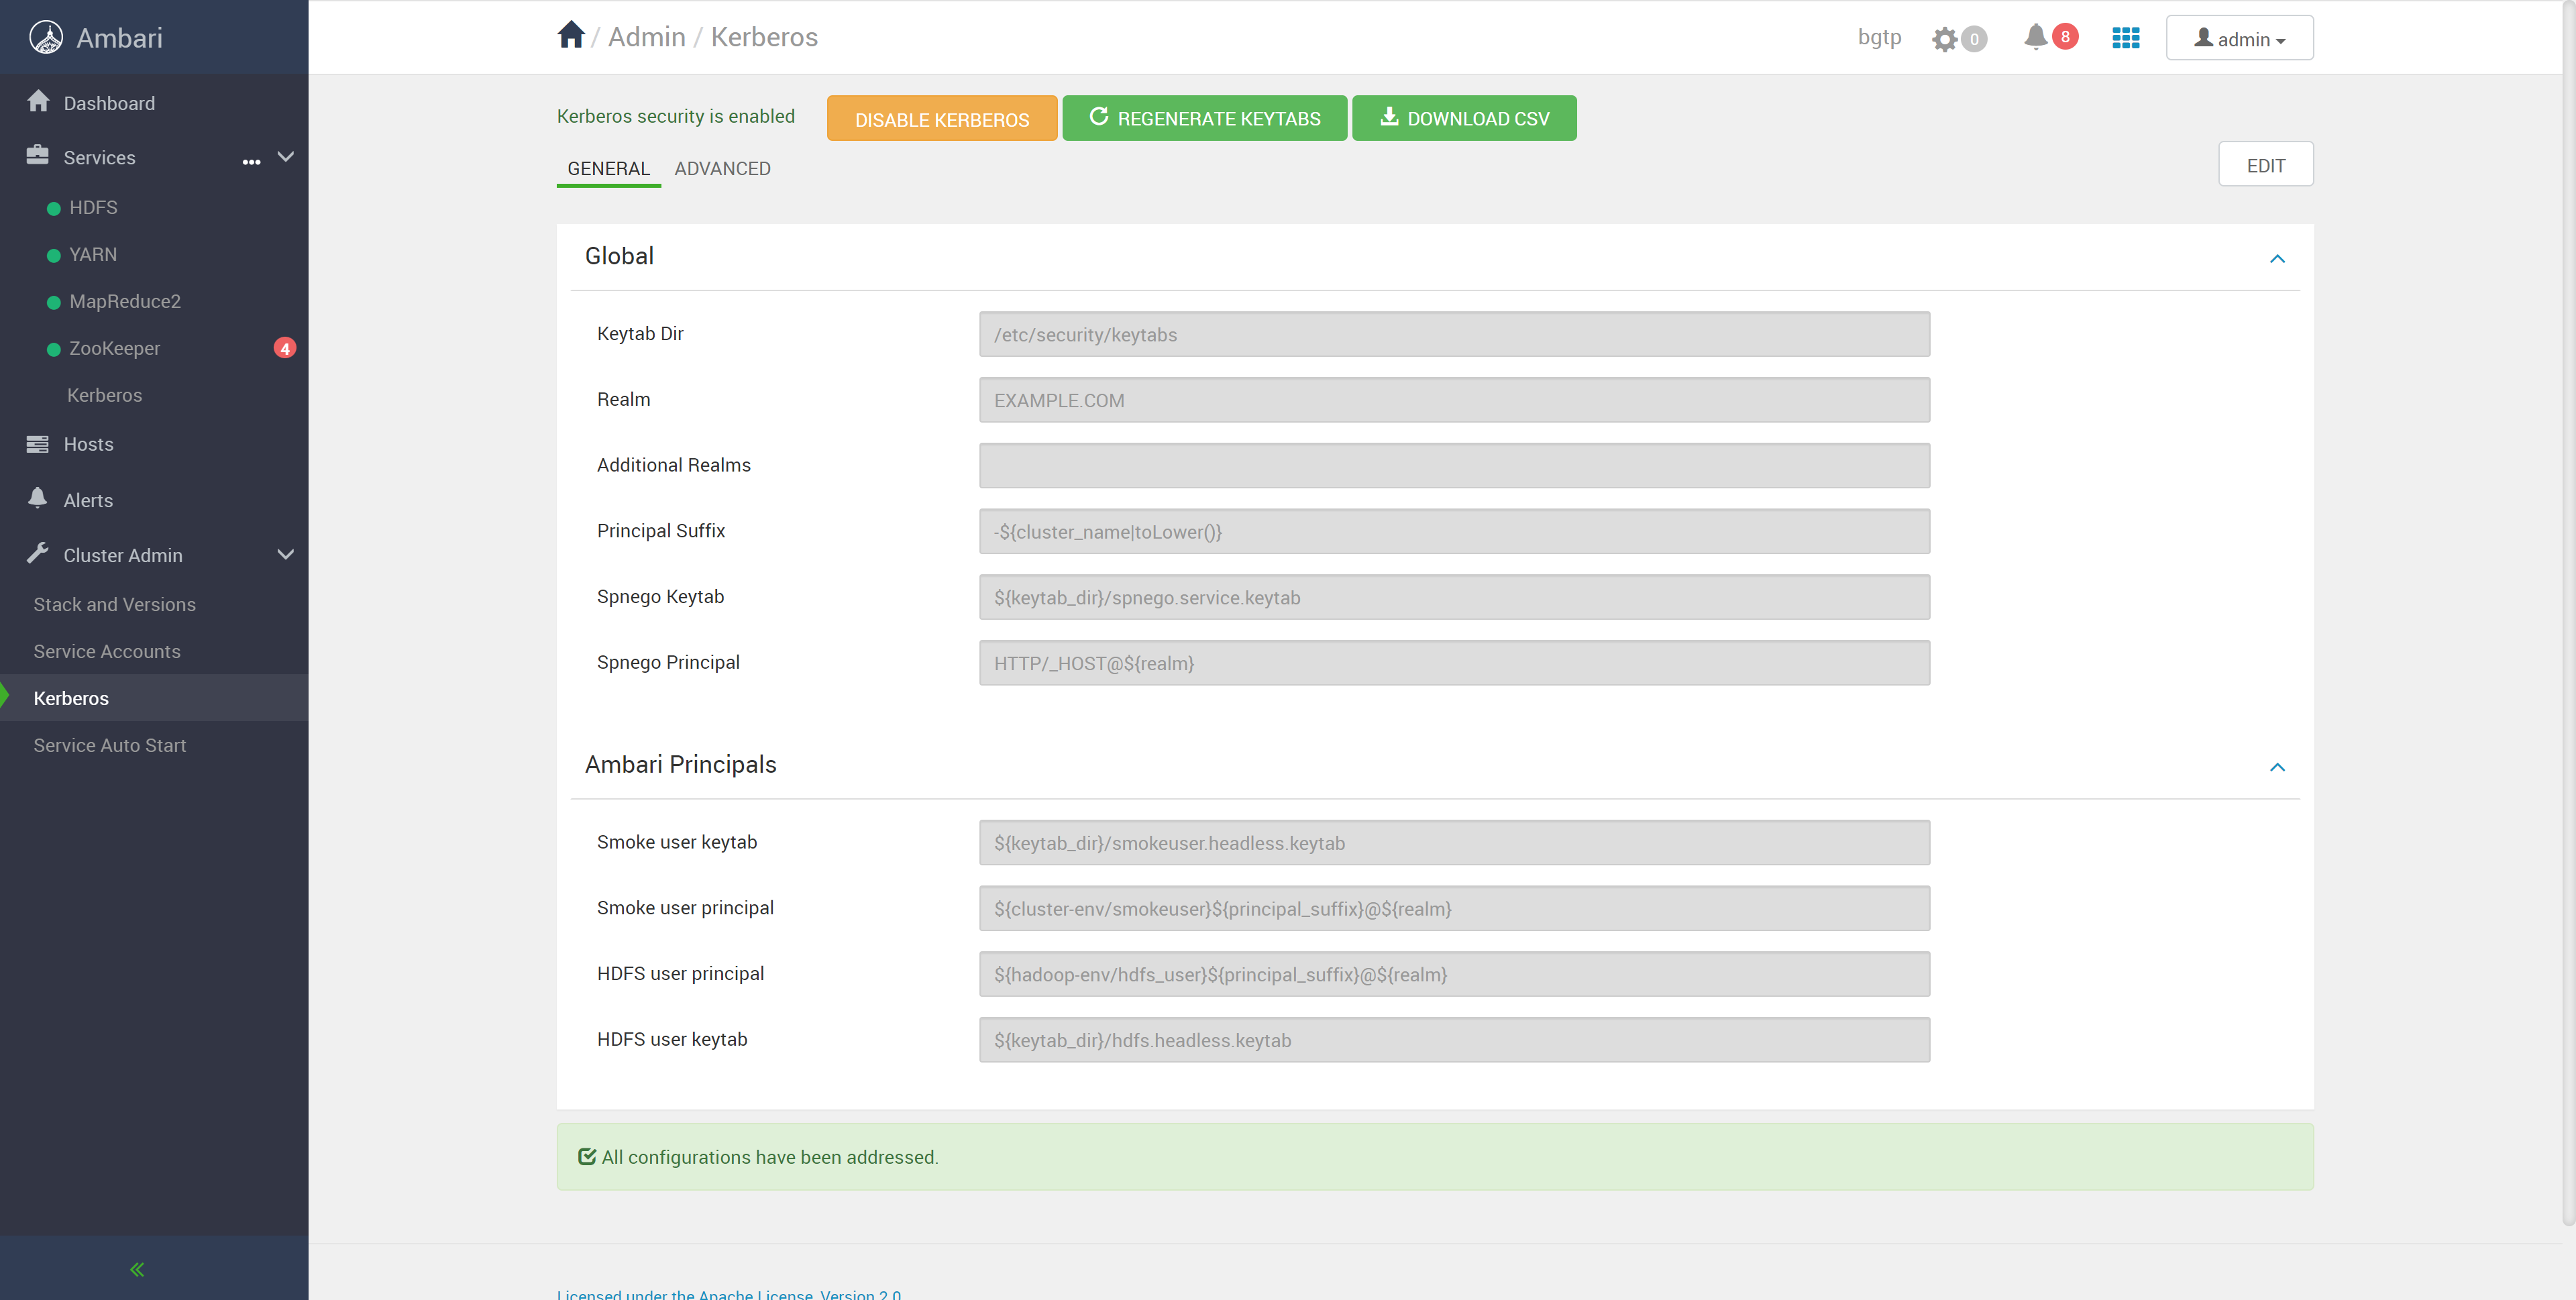 Ambari
Dashboard
Services
HDFS
YARN
MapReduce2
ZooKeeper 4
Kerberos
Hosts
Alerts
Cluster Admin
Stack and Versions
Service Accounts
Kerberos
Service Auto Start
/ Admin / Kerberos
bgtp 0 8 admin
Kerberos security is enabled DISABLE KERBEROS REGENERATE KEYTABS DOWNLOAD CSV
GENERAL ADVANCED EDIT
Global
Keytab Dir /etc/security/keytabs
Realm EXAMPLE.COM
Additional Realms
Principal Suffix -${cluster_name|toLower()}
Spnego Keytab ${keytab_dir}/spnego.service.keytab
Spnego Principal HTTP/_HOST@${realm}
Ambari Principals
Smoke user keytab ${keytab_dir}/smokeuser.headless.keytab
Smoke user principal ${cluster-env/smokeuser}${principal_suffix}@${realm}
HDFS user principal ${hadoop-env/hdfs_user}${principal_suffix}@${realm}
HDFS user keytab ${keytab_dir}/hdfs.headless.keytab
All configurations have been addressed.
Licensed under the Apache License, Version 2.0